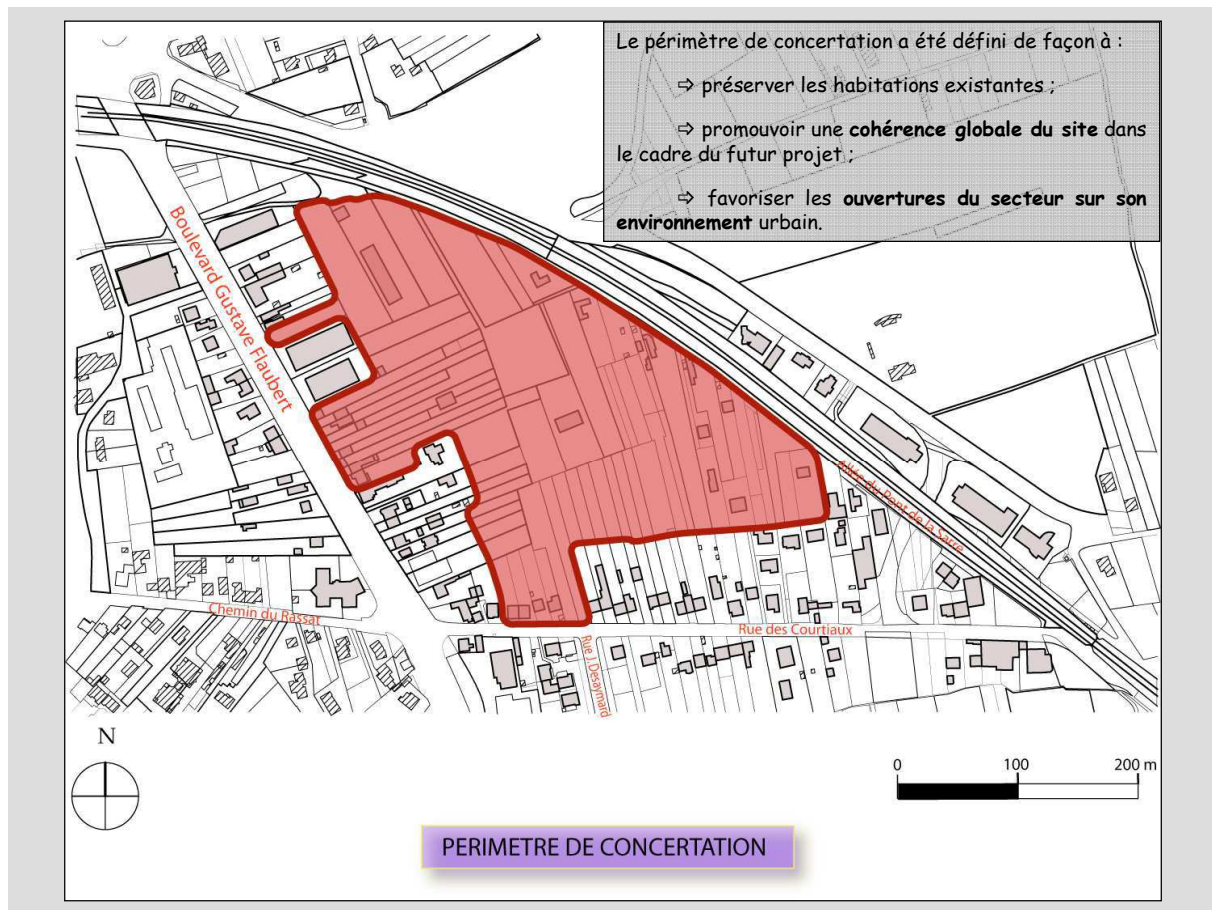 Le périmètre de concertation a été défini de façon à :
⇨ préserver les habitations existantes ;
⇨ promouvoir une cohérence globale du site dans
le cadre du futur projet ;
⇨ favoriser les ouvertures du secteur sur son
environnement urbain.
Boulevard Gustave Flaubert
Allée du Pont de la Sarre
Chemin du Rassat
Rue des Courtiaux
Rue J. Desaymard
N
0 100 200 m
PERIMETRE DE CONCERTATION